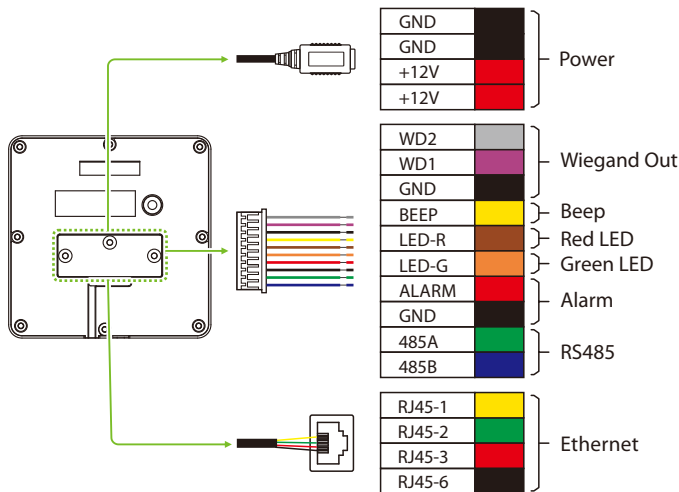 GND
GND
+12V
+12V
Power
WD2
WD1
GND
Wiegand Out
BEEP
Beep
LED-R
Red LED
LED-G
Green LED
ALARM
GND
Alarm
485A
485B
RS485
RJ45-1
RJ45-2
RJ45-3
RJ45-6
Ethernet